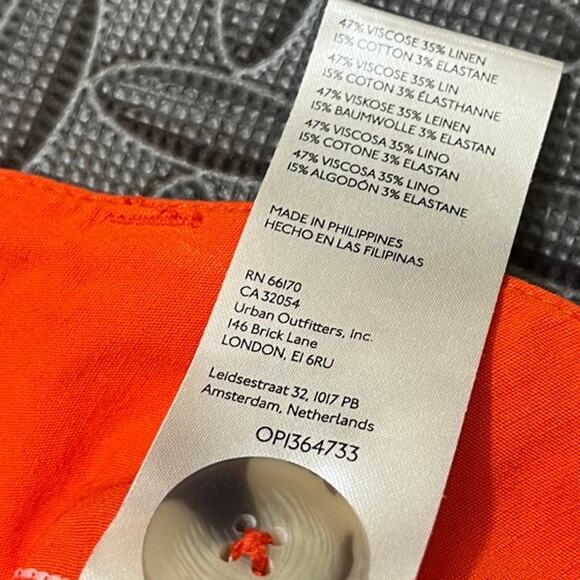 47% VISCOSE 35% LINEN
15% COTTON 3% ELASTANE
47% VISCOSE 35% LIN
15% COTON 3% ÉLASTHANNE
47% VISKOSE 35% LEINEN
15% BAUMWOLLE 3% ELASTAN
47% VISCOSA 35% LINO
15% COTONE 3% ELASTAN
47% VISCOSA 35% LINO
15% ALGODÓN 3% ELASTANE
MADE IN PHILIPPINES
HECHO EN LAS FILIPINAS
RN 66170
CA 32054
Urban Outfitters, Inc.
146 Brick Lane
LONDON, E1 6RU
Leidsestraat 32, 1017 PB
Amsterdam, Netherlands
OP1364733